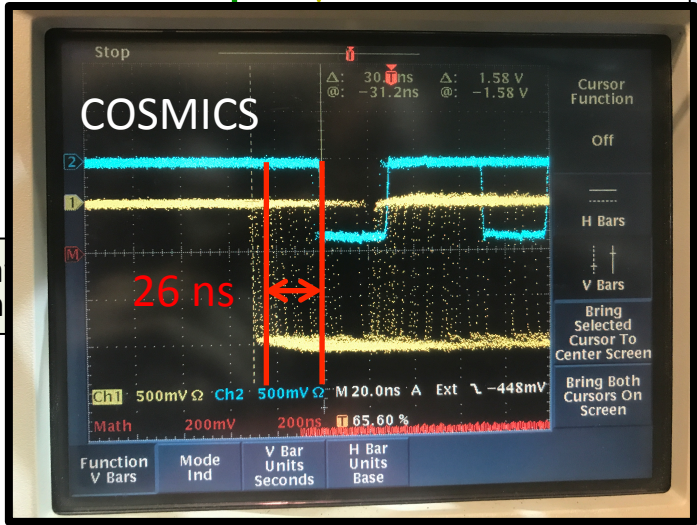 Stop
Δ: 30. ns Δ: 1.58 V
@: −31.2ns @: −1.58 V
Cursor
Function
Off
COSMICS
2
1
M
H Bars
V Bars
26 ns
Bring
Selected
Cursor To
Center Screen
Bring Both
Cursors On
Screen
Ch1 500mV Ω Ch2 500mV Ω M 20.0ns A Ext −448mV
Math 200mV 200ns T 65.60 %
Function
V Bars
Mode
Ind
V Bar
Units
Seconds
H Bar
Units
Base